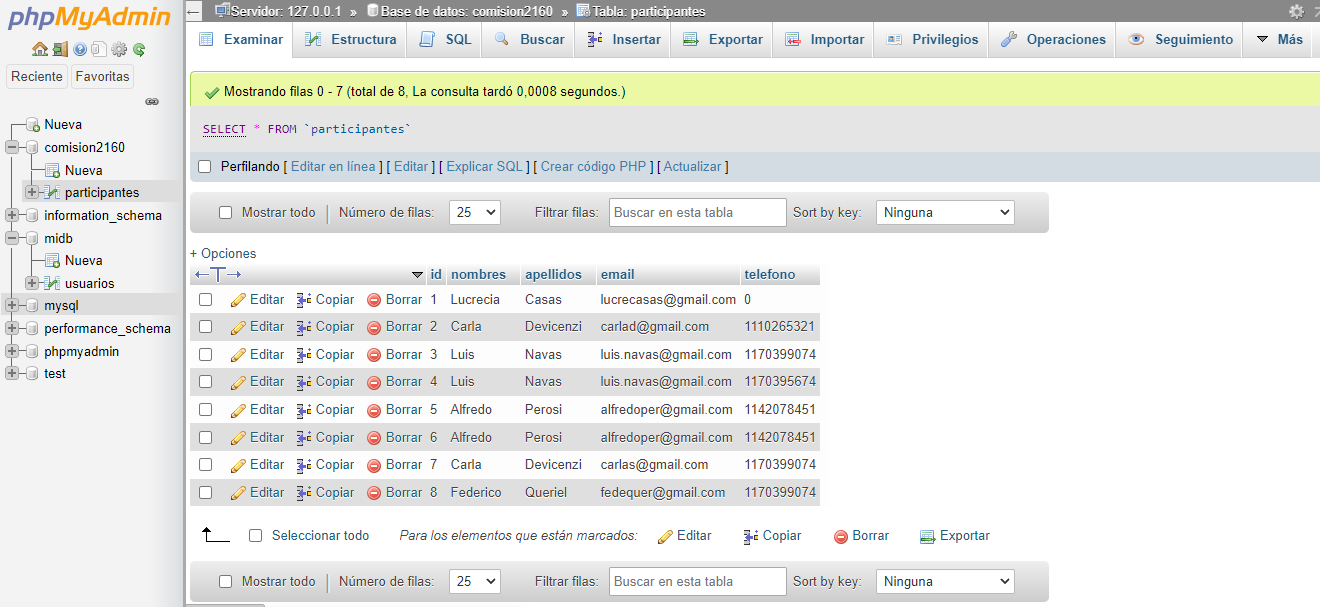 phpMyAdmin
Reciente Favoritas
Nueva
comision2160
Nueva
participantes
information_schema
midb
Nueva
usuarios
mysql
performance_schema
phpmyadmin
test
Servidor: 127.0.0.1 » Base de datos: comision2160 » Tabla: participantes
Examinar Estructura SQL Buscar Insertar Exportar Importar Privilegios Operaciones Seguimiento Más
Mostrando filas 0 - 7 (total de 8, La consulta tardó 0,0008 segundos.)
SELECT * FROM `participantes`
Perfilando [ Editar en línea ] [ Editar ] [ Explicar SQL ] [ Crear código PHP ] [ Actualizar ]
Mostrar todo | Número de filas: 25 Filtrar filas: Buscar en esta tabla Sort by key: Ninguna
+ Opciones
←T→ id nombres apellidos email telefono
Editar Copiar Borrar 1 Lucrecia Casas lucrecasas@gmail.com 0
Editar Copiar Borrar 2 Carla Devicenzi carlad@gmail.com 1110265321
Editar Copiar Borrar 3 Luis Navas luis.navas@gmail.com 1170399074
Editar Copiar Borrar 4 Luis Navas luis.navas@gmail.com 1170395674
Editar Copiar Borrar 5 Alfredo Perosi alfredoper@gmail.com 1142078451
Editar Copiar Borrar 6 Alfredo Perosi alfredoper@gmail.com 1142078451
Editar Copiar Borrar 7 Carla Devicenzi carlas@gmail.com 1170399074
Editar Copiar Borrar 8 Federico Queriel fedequer@gmail.com 1170399074
Seleccionar todo Para los elementos que están marcados: Editar Copiar Borrar Exportar
Mostrar todo | Número de filas: 25 Filtrar filas: Buscar en esta tabla Sort by key: Ninguna